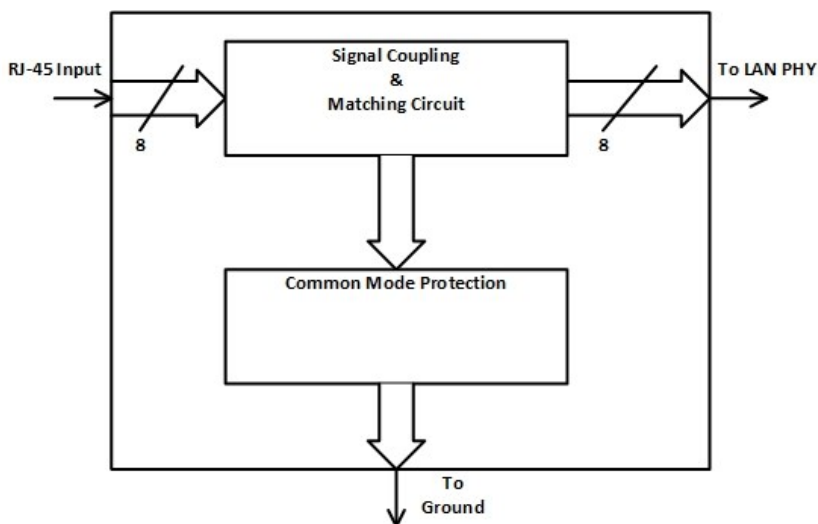 RJ-45 Input
Signal Coupling
&
Matching Circuit
To LAN PHY
8
8
Common Mode Protection
To
Ground